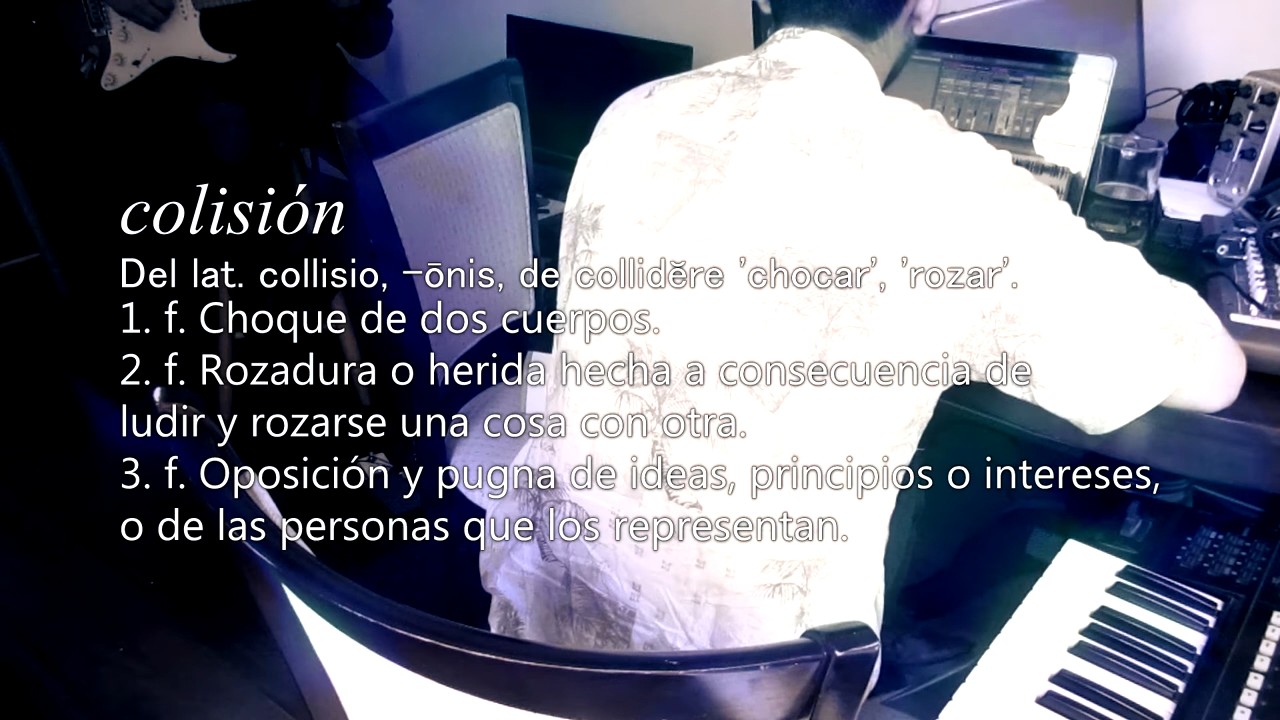 colisión
Del lat. collisio, -ōnis, de collidĕre 'chocar', 'rozar'.
1. f. Choque de dos cuerpos.
2. f. Rozadura o herida hecha a consecuencia de
ludir y rozarse una cosa con otra.
3. f. Oposición y pugna de ideas, principios o intereses,
o de las personas que los representan.